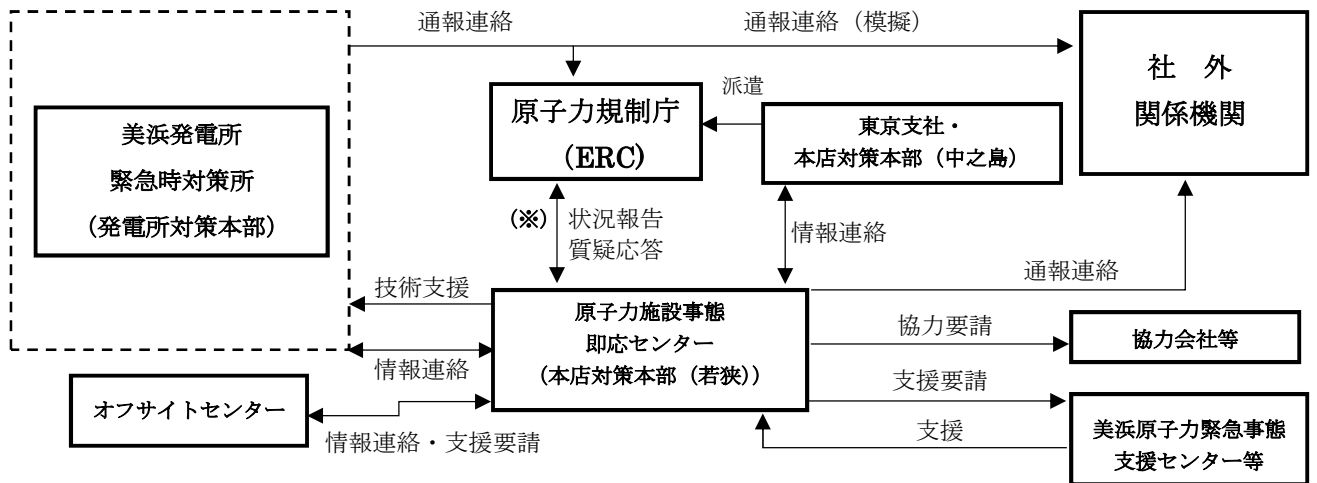 通報連絡
通報連絡（模擬）
社　外
関係機関
派遣
原子力規制庁
(ERC)
東京支社・
本店対策本部（中之島）
美浜発電所
緊急時対策所
（発電所対策本部）
(※)
状況報告
質疑応答
情報連絡
通報連絡
技術支援
原子力施設事態
即応センター
（本店対策本部（若狭））
協力要請
協力会社等
情報連絡
支援要請
オフサイトセンター
情報連絡・支援要請
支援
美浜原子力緊急事態
支援センター等